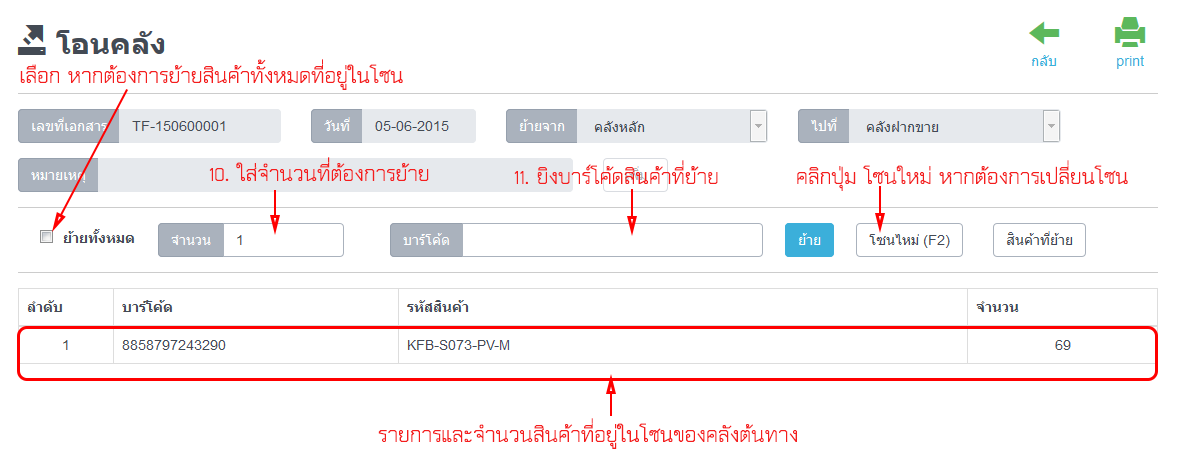 โอนคลัง
กลับ
print
เลือก หากต้องการย้ายสินค้าทั้งหมดที่อยู่ในโซน
เลขที่เอกสาร TF-150600001 วันที่ 05-06-2015 ย้ายจาก คลังหลัก ไปที่ คลังฝากขาย
หมายเหตุ
10. ใส่จำนวนที่ต้องการย้าย
11. ยิงบาร์โค้ดสินค้าที่ย้าย
คลิกปุ่ม โซนใหม่ หากต้องการเปลี่ยนโซน
ย้ายทั้งหมด จำนวน 1 บาร์โค้ด ย้าย โซนใหม่ (F2) สินค้าที่ย้าย
ลำดับ บาร์โค้ด รหัสสินค้า จำนวน
1 8858797243290 KFB-S073-PV-M 69
รายการและจำนวนสินค้าที่อยู่ในโซนของคลังต้นทาง